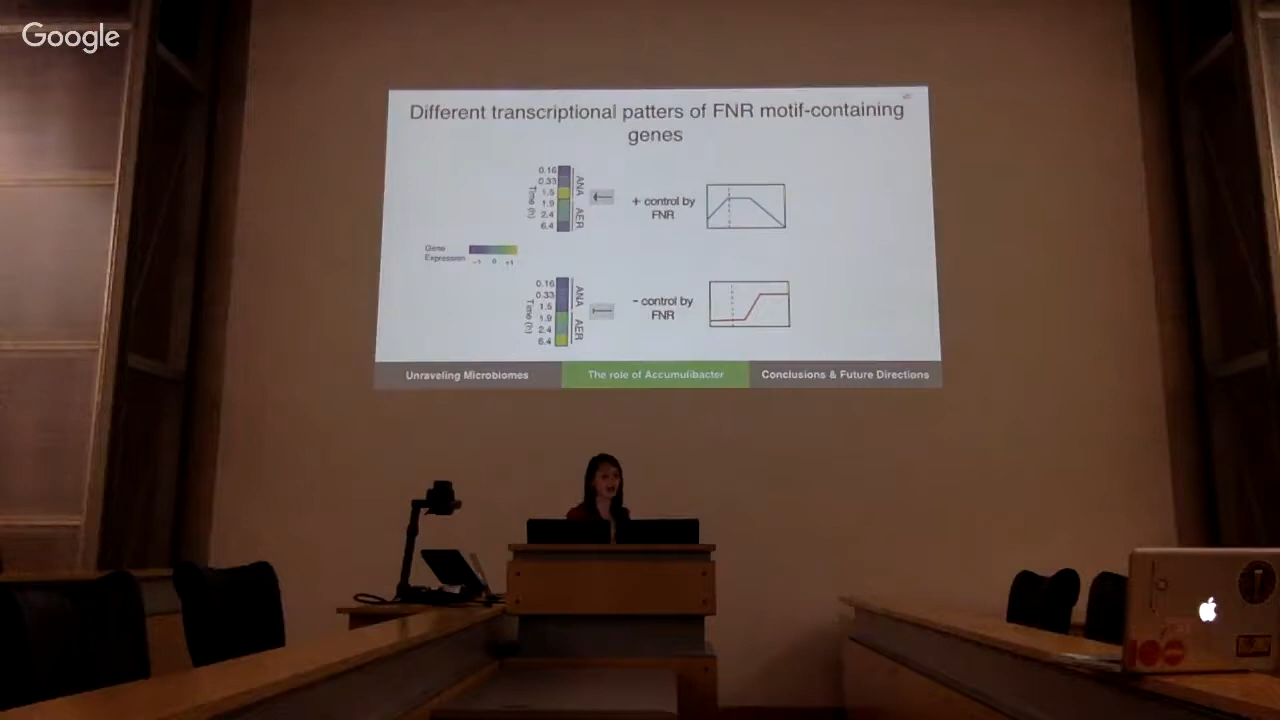 Google
Different transcriptional patters of FNR motif-containing
genes
0.16
0.33
1.5
1.9
2.4
6.4
Time (h)
ANA
AER
+ control by
FNR
Gene
Expression
-1 0 +1
0.16
0.33
1.5
1.9
2.4
6.4
Time (h)
ANA
AER
- control by
FNR
Unraveling Microbiomes
The role of Accumulibacter
Conclusions & Future Directions
100